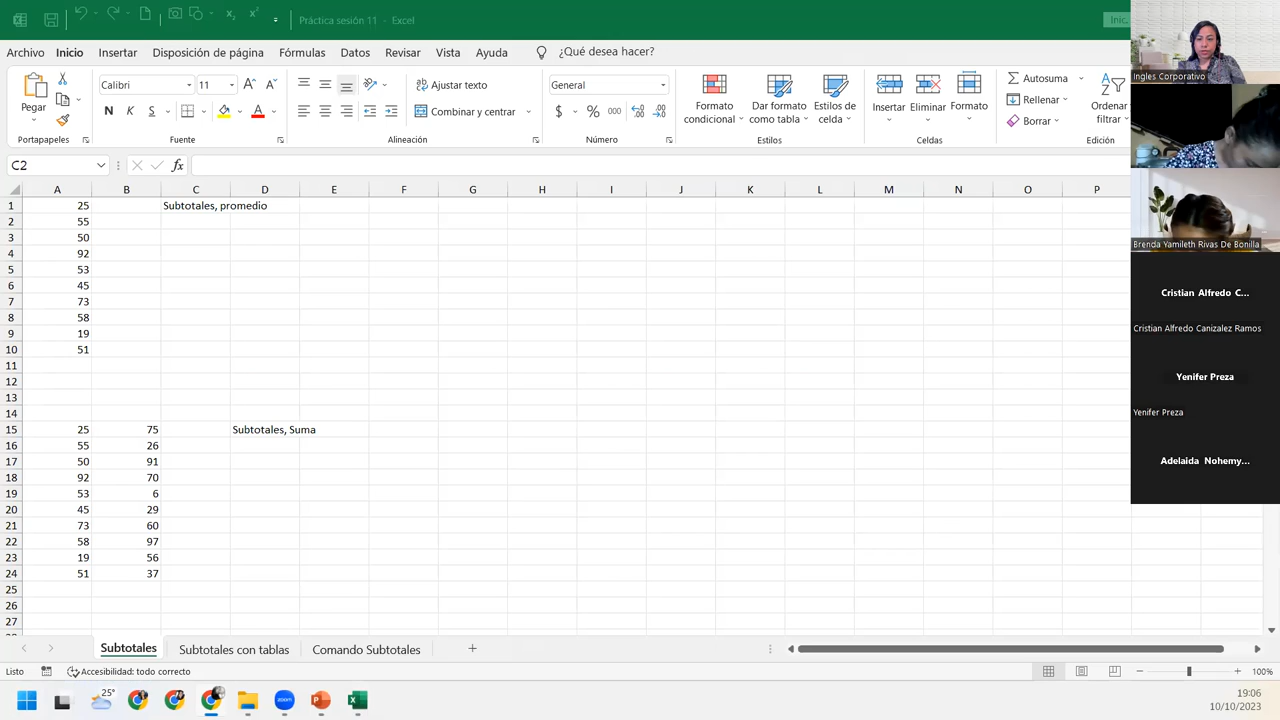 Práctica sesión 11 - Excel
Inic
Archivo Inicio Insertar Disposición de página Fórmulas Datos Revisar Vista Ayuda ¿Qué desea hacer?
Pegar
Portapapeles
Calibri 11
N K S
Fuente
Combinar y centrar
Alineación
General
$ % 000
Número
Formato condicional
Dar formato como tabla
Estilos de celda
Estilos
Insertar Eliminar Formato
Celdas
Autosuma
Rellenar
Borrar
Ordenar
filtrar
Edición
C2
fx
A B C D E F G H I J K L M N O P
1 25 Subtotales, promedio
2 55
3 50
4 92
5 53
6 45
7 73
8 58
9 19
10 51
11
12
13
14
15 25 75 Subtotales, Suma
16 55 26
17 50 91
18 92 70
19 53 6
20 45 29
21 73 60
22 58 97
23 19 56
24 51 37
25
26
27
Subtotales Subtotales con tablas Comando Subtotales
Listo Accesibilidad: todo correcto 100%
25° zoom
19:06
10/10/2023
Ingles Corporativo
Brenda Yamileth Rivas De Bonilla
Cristian Alfredo C...
Cristian Alfredo Canizalez Ramos
Yenifer Preza
Yenifer Preza
Adelaida Nohemy...